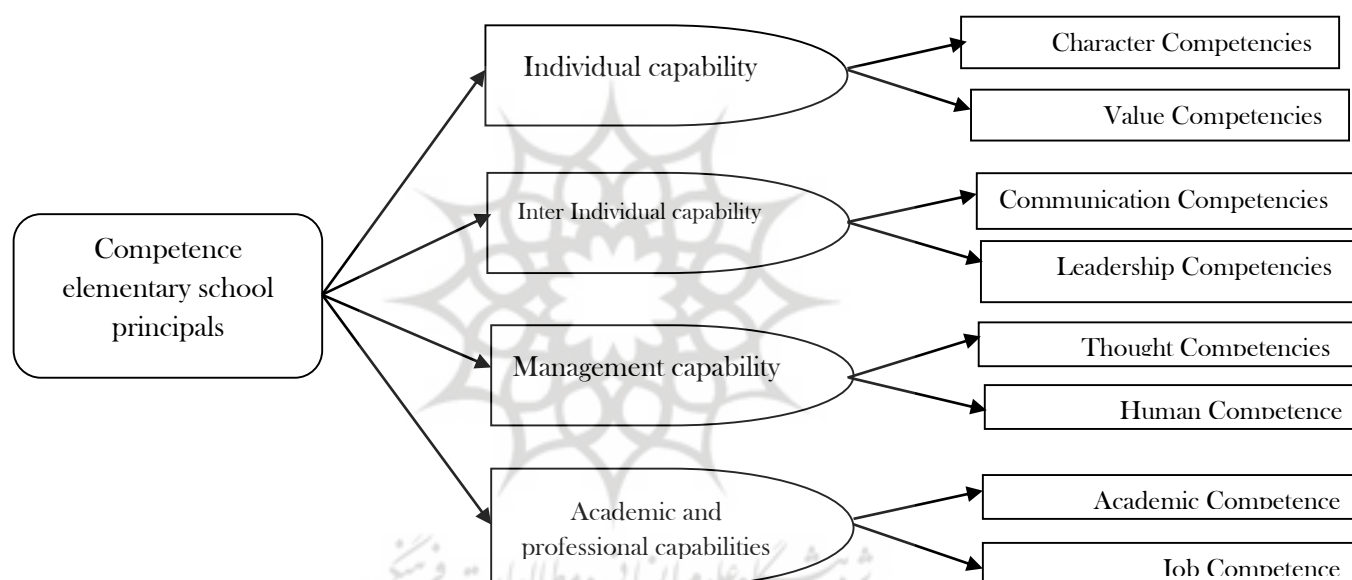 Competence
elementary school
principals
Individual capability
Character Competencies
Value Competencies
Inter Individual capability
Communication Competencies
Leadership Competencies
Management capability
Thought Competencies
Human Competence
Academic and
professional capabilities
Academic Competence
Job Competence